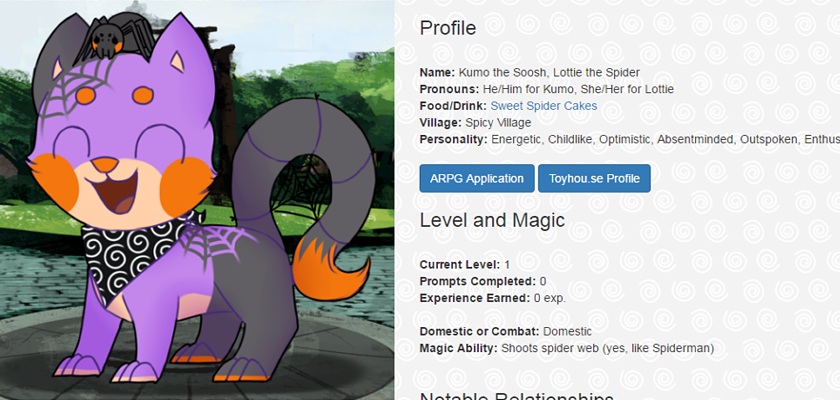 Profile
Name: Kumo the Soosh, Lottie the Spider
Pronouns: He/Him for Kumo, She/Her for Lottie
Food/Drink: Sweet Spider Cakes
Village: Spicy Village
Personality: Energetic, Childlike, Optimistic, Absentminded, Outspoken, Enthus
ARPG Application Toyhou.se Profile
Level and Magic
Current Level: 1
Prompts Completed: 0
Experience Earned: 0 exp.
Domestic or Combat: Domestic
Magic Ability: Shoots spider web (yes, like Spiderman)
Notable Relationships